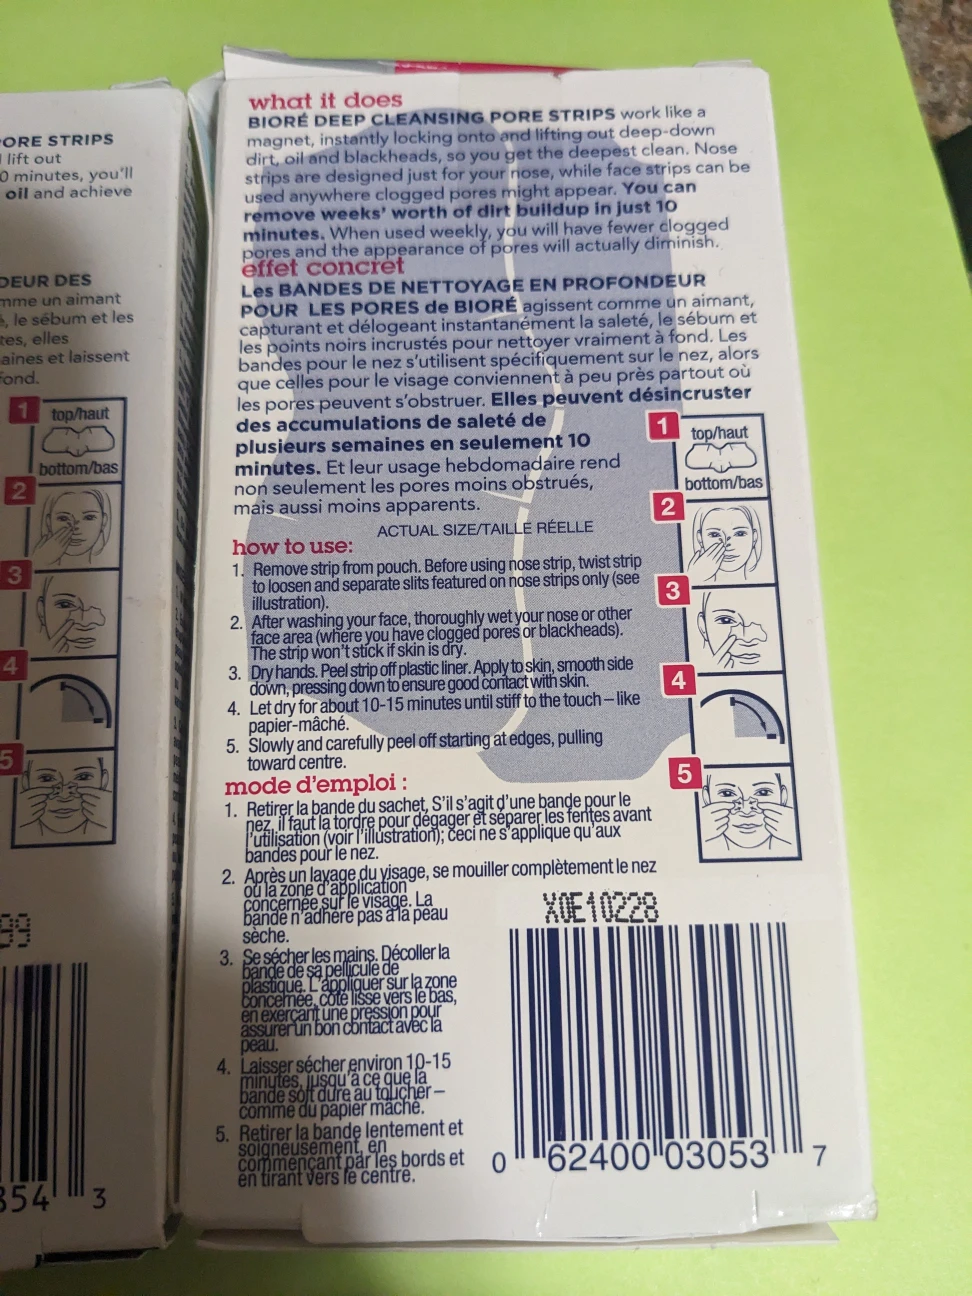 ORE STRIPS
lift out
0 minutes, you'll
oil and achieve
DEUR DES
mme un aimant
, le sébum et les
tes, elles
aines et laissent
fond.
1 top/haut
bottom/bas
2
3
4
5
99
354 3
what it does
BIORÉ DEEP CLEANSING PORE STRIPS work like a
magnet, instantly locking onto and lifting out deep-down
dirt, oil and blackheads, so you get the deepest clean. Nose
strips are designed just for your nose, while face strips can be
used anywhere clogged pores might appear. You can
remove weeks' worth of dirt buildup in just 10
minutes. When used weekly, you will have fewer clogged
pores and the appearance of pores will actually diminish.
effet concret
Les BANDES DE NETTOYAGE EN PROFONDEUR
POUR LES PORES de BIORÉ agissent comme un aimant,
capturant et délogeant instantanément la saleté, le sébum et
les points noirs incrustés pour nettoyer vraiment à fond. Les
bandes pour le nez s'utilisent spécifiquement sur le nez, alors
que celles pour le visage conviennent à peu près partout où
les pores peuvent s'obstruer. Elles peuvent désincruster
des accumulations de saleté de
plusieurs semaines en seulement 10
minutes. Et leur usage hebdomadaire rend
non seulement les pores moins obstrués,
mais aussi moins apparents.
ACTUAL SIZE/TAILLE RÉELLE
how to use:
1. Remove strip from pouch. Before using nose strip, twist strip
to loosen and separate slits featured on nose strips only (see
illustration).
2. After washing your face, thoroughly wet your nose or other
face area (where you have clogged pores or blackheads).
The strip won't stick if skin is dry.
3. Dry hands. Peel strip off plastic liner. Apply to skin, smooth side
down, pressing down to ensure good contact with skin.
4. Let dry for about 10-15 minutes until stiff to the touch – like
papier-mâché.
5. Slowly and carefully peel off starting at edges, pulling
toward centre.
mode d'emploi :
1. Retirer la bande du sachet. S'il s'agit d'une bande pour le
nez, il faut la tordre pour dégager et séparer les fentes avant
l'utilisation (voir l'illustration); ceci ne s'applique qu'aux
bandes pour le nez.
2. Après un lavage du visage, se mouiller complètement le nez
ou la zone d'application
concernée sur le visage. La
bande n'adhère pas à la peau
sèche.
3. Se sécher les mains. Décoller la
bande de sa pellicule de
plastique. L'appliquer sur la zone
concernée, côté lisse vers le bas,
en exerçant une pression pour
assurer un bon contact avec la
peau.
4. Laisser sécher environ 10-15
minutes, jusqu'à ce que la
bande soit dure au toucher –
comme du papier mâché.
5. Retirer la bande lentement et
soigneusement, en
commençant par les bords et
en tirant vers le centre.
1 top/haut
bottom/bas
2
3
4
5
X0E10228
0 62400 03053 7